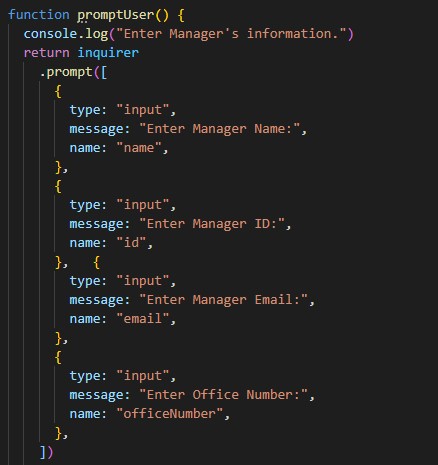 function promptUser() {
  console.log("Enter Manager's information.")
  return inquirer
    .prompt([
      {
        type: "input",
        message: "Enter Manager Name:",
        name: "name",
      },
      {
        type: "input",
        message: "Enter Manager ID:",
        name: "id",
      },   {
        type: "input",
        message: "Enter Manager Email:",
        name: "email",
      },
      {
        type: "input",
        message: "Enter Office Number:",
        name: "officeNumber",
      },
    ])